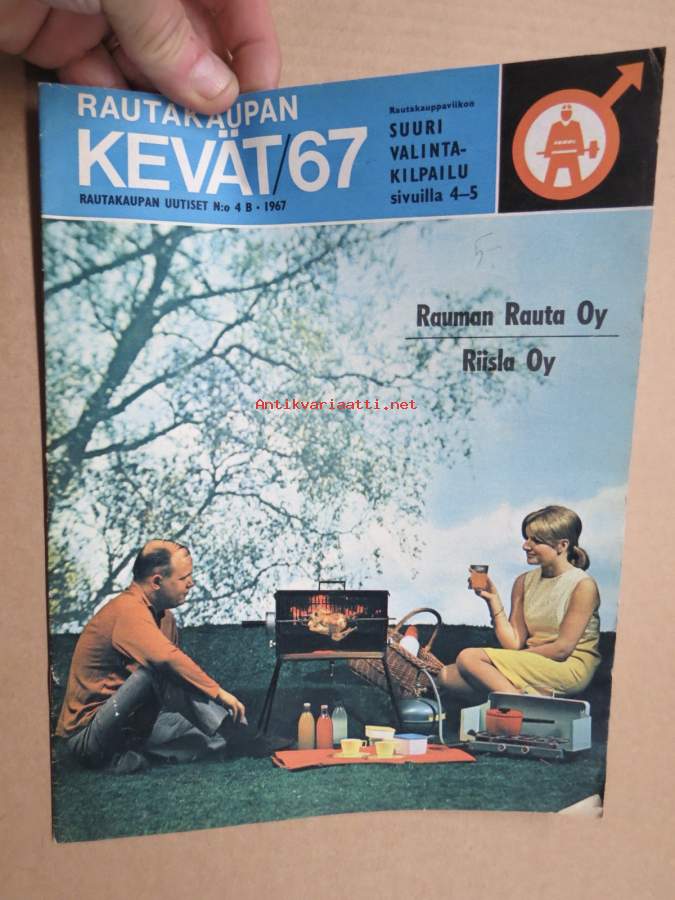 RAUTAKAUPAN
KEVÄT/67
RAUTAKAUPAN UUTISET N:o 4 B • 1967
Rautakauppaviikon
SUURI
VALINTA-
KILPAILU
sivuilla 4—5
5-
Rauman Rauta Oy
Riisla Oy
Antikvariaatti.net